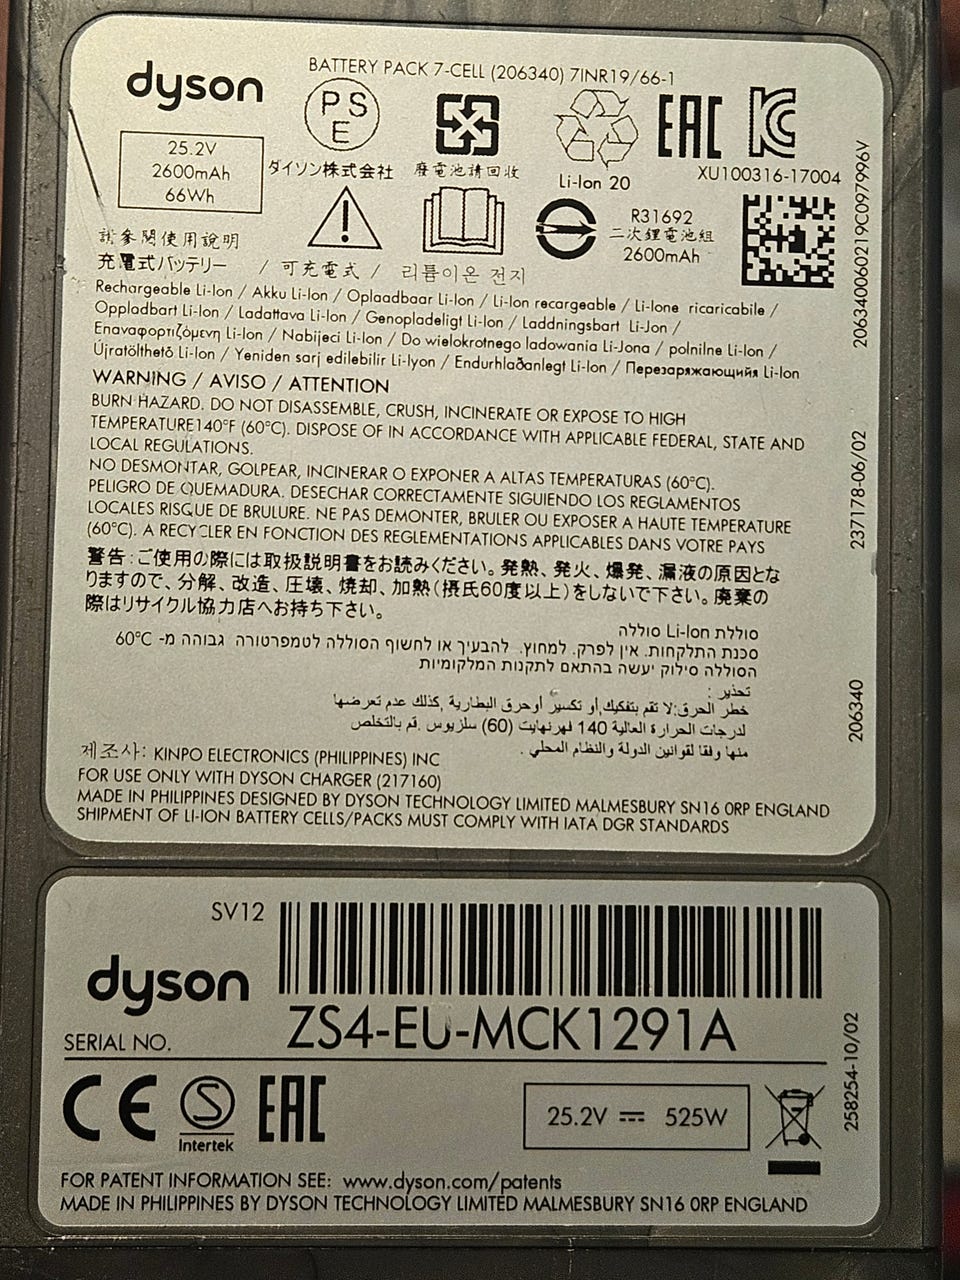 dyson
BATTERY PACK 7-CELL (206340) 7INR19/66-1
PS
E
EAC
KC
25.2V
2600mAh
66Wh
ダイソン株式会社
廃電池請回收
Li-Ion 20
XU100316-17004
R31692
二次鋰電池組
2600mAh
請參閱使用說明
充電式バッテリー / 可充電式 / 리튬이온 전지
Rechargeable Li-Ion / Akku Li-Ion / Oplaadbaar Li-Ion / Li-Ion recargeable / Li-Ione ricaricabile /
Oppladbart Li-Ion / Ladattava Li-Ion / Genopladeligt Li-Ion / Laddningsbart Li-Jon /
Επαναφορτιζόμενη Li-Ion / Nabijeci Li-Ion / Do wielokrotnego ladowania Li-Jona / polnilne Li-Ion /
Újratölthető Li-Ion / Yeniden sarj edilebilir Li-Iyon / Endurhlaðanlegt Li-Ion / Перезаряжающийя Li-Ion
WARNING / AVISO / ATTENTION
BURN HAZARD. DO NOT DISASSEMBLE, CRUSH, INCINERATE OR EXPOSE TO HIGH
TEMPERATURE140°F (60°C). DISPOSE OF IN ACCORDANCE WITH APPLICABLE FEDERAL, STATE AND
LOCAL REGULATIONS.
NO DESMONTAR, GOLPEAR, INCINERAR O EXPONER A ALTAS TEMPERATURAS (60°C).
PELIGRO DE QUEMADURA. DESECHAR CORRECTAMENTE SIGUIENDO LOS REGLAMENTOS
LOCALES RISQUE DE BRULURE. NE PAS DEMONTER, BRULER OU EXPOSER A HAUTE TEMPERATURE
(60°C). A RECYCLER EN FONCTION DES REGLEMENTATIONS APPLICABLES DANS VOTRE PAYS
警告:ご使用の際には取扱説明書をお読みください。発熱、発火、爆発、漏液の原因とな
りますので、分解、改造、圧壊、焼却、加熱(摂氏60度以上)をしないで下さい。廃棄の
際はリサイクル協力店へお持ち下さい。
סוללת Li-Ion סוללה
סכנת התלקחות. אין לפרק. למחוץ. להבעיר או לחשוף הסוללה לטמפרטורה גבוהה מ- 60°C
הסוללה סילוק יעשה בהתאם לתקנות המלקומיות
تحذير :
خطر الحرق:لا تقم بتفكيك,أو تكسير أوحرق البطارية ,كذلك عدم تعرضها
لدرجات الحرارة العالية 140 فهرنهايت (60) سلزيوس .قم بالتخلص
منها وفقا لقوانين الدولة والنظام المحلي .
제조사: KINPO ELECTRONICS (PHILIPPINES) INC
FOR USE ONLY WITH DYSON CHARGER (217160)
MADE IN PHILIPPINES DESIGNED BY DYSON TECHNOLOGY LIMITED MALMESBURY SN16 0RP ENGLAND
SHIPMENT OF LI-ION BATTERY CELLS/PACKS MUST COMPLY WITH IATA DGR STANDARDS
206340060219C097996V
237178-06/02
206340
SV12
dyson
SERIAL NO.
ZS4-EU-MCK1291A
CE
S
Intertek
EAC
25.2V ⎓ 525W
258254-10/02
FOR PATENT INFORMATION SEE: www.dyson.com/patents
MADE IN PHILIPPINES BY DYSON TECHNOLOGY LIMITED MALMESBURY SN16 0RP ENGLAND